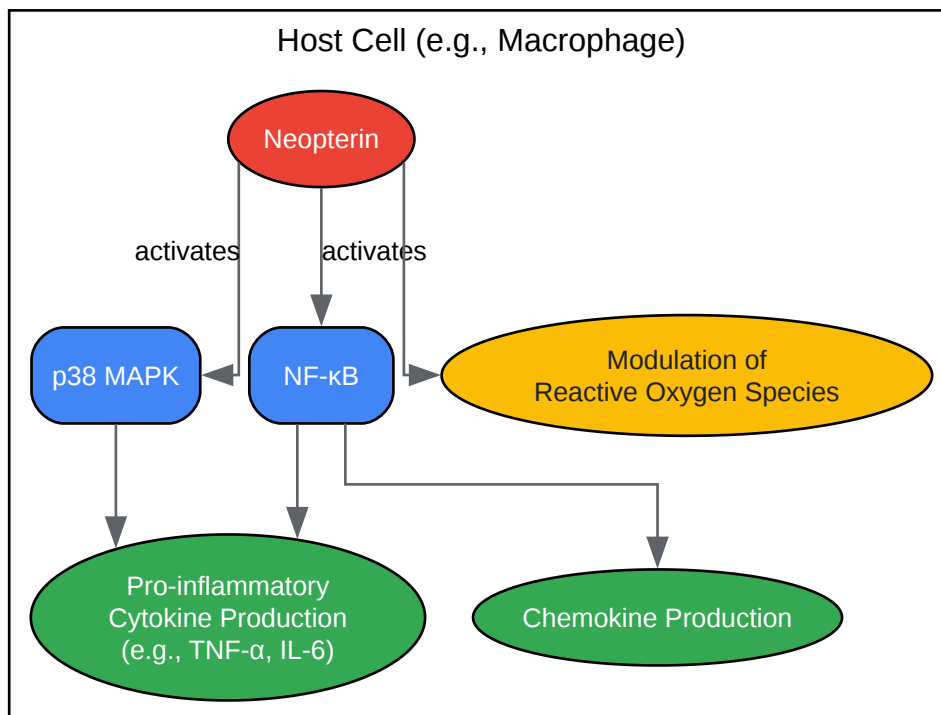 Host Cell (e.g., Macrophage)
Neopterin
activates
activates
p38 MAPK
NF-κB
Modulation of
Reactive Oxygen Species
Pro-inflammatory
Cytokine Production
(e.g., TNF-α, IL-6)
Chemokine Production